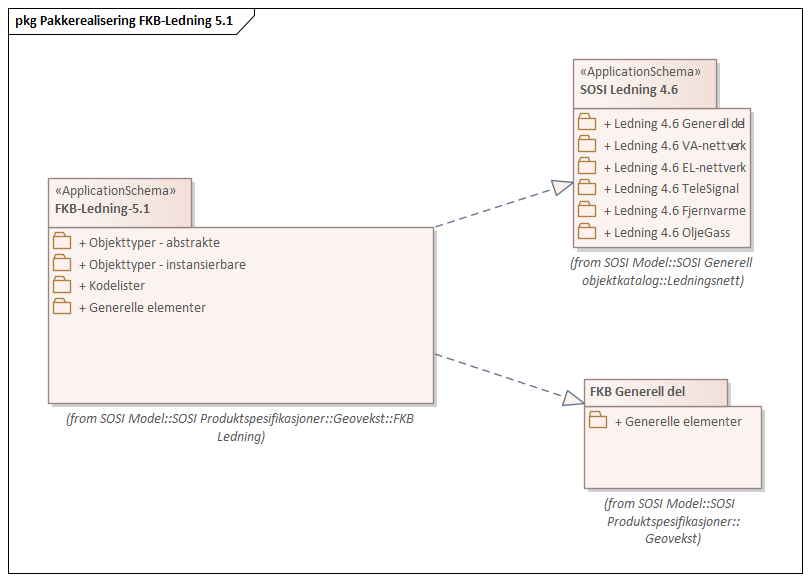 pkg Pakkerealisering FKB-Ledning 5.1
«ApplicationSchema»
SOSI Ledning 4.6
+ Ledning 4.6 Generell del
+ Ledning 4.6 VA-nettverk
+ Ledning 4.6 EL-nettverk
+ Ledning 4.6 TeleSignal
+ Ledning 4.6 Fjernvarme
+ Ledning 4.6 OljeGass
(from SOSI Model::SOSI Generell
objektkatalog::Ledningsnett)
«ApplicationSchema»
FKB-Ledning-5.1
+ Objekttyper - abstrakte
+ Objekttyper - instansierbare
+ Kodelister
+ Generelle elementer
(from SOSI Model::SOSI Produktspesifikasjoner::Geovekst::FKB
Ledning)
FKB Generell del
+ Generelle elementer
(from SOSI Model::SOSI
Produktspesifikasjoner::
Geovekst)